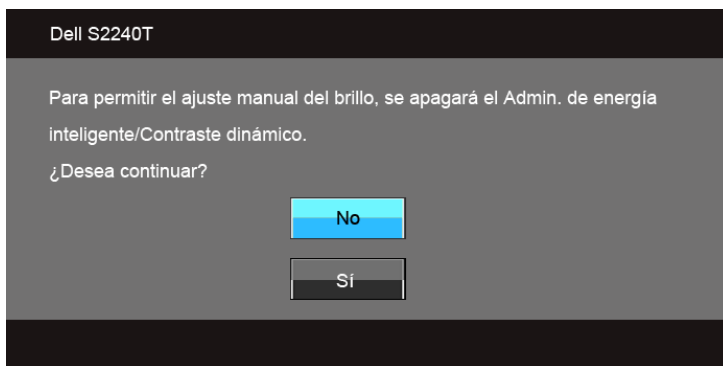 Dell S2240T
Para permitir el ajuste manual del brillo, se apagará el Admin. de energía
inteligente/Contraste dinámico.
¿Desea continuar?
No
Sí